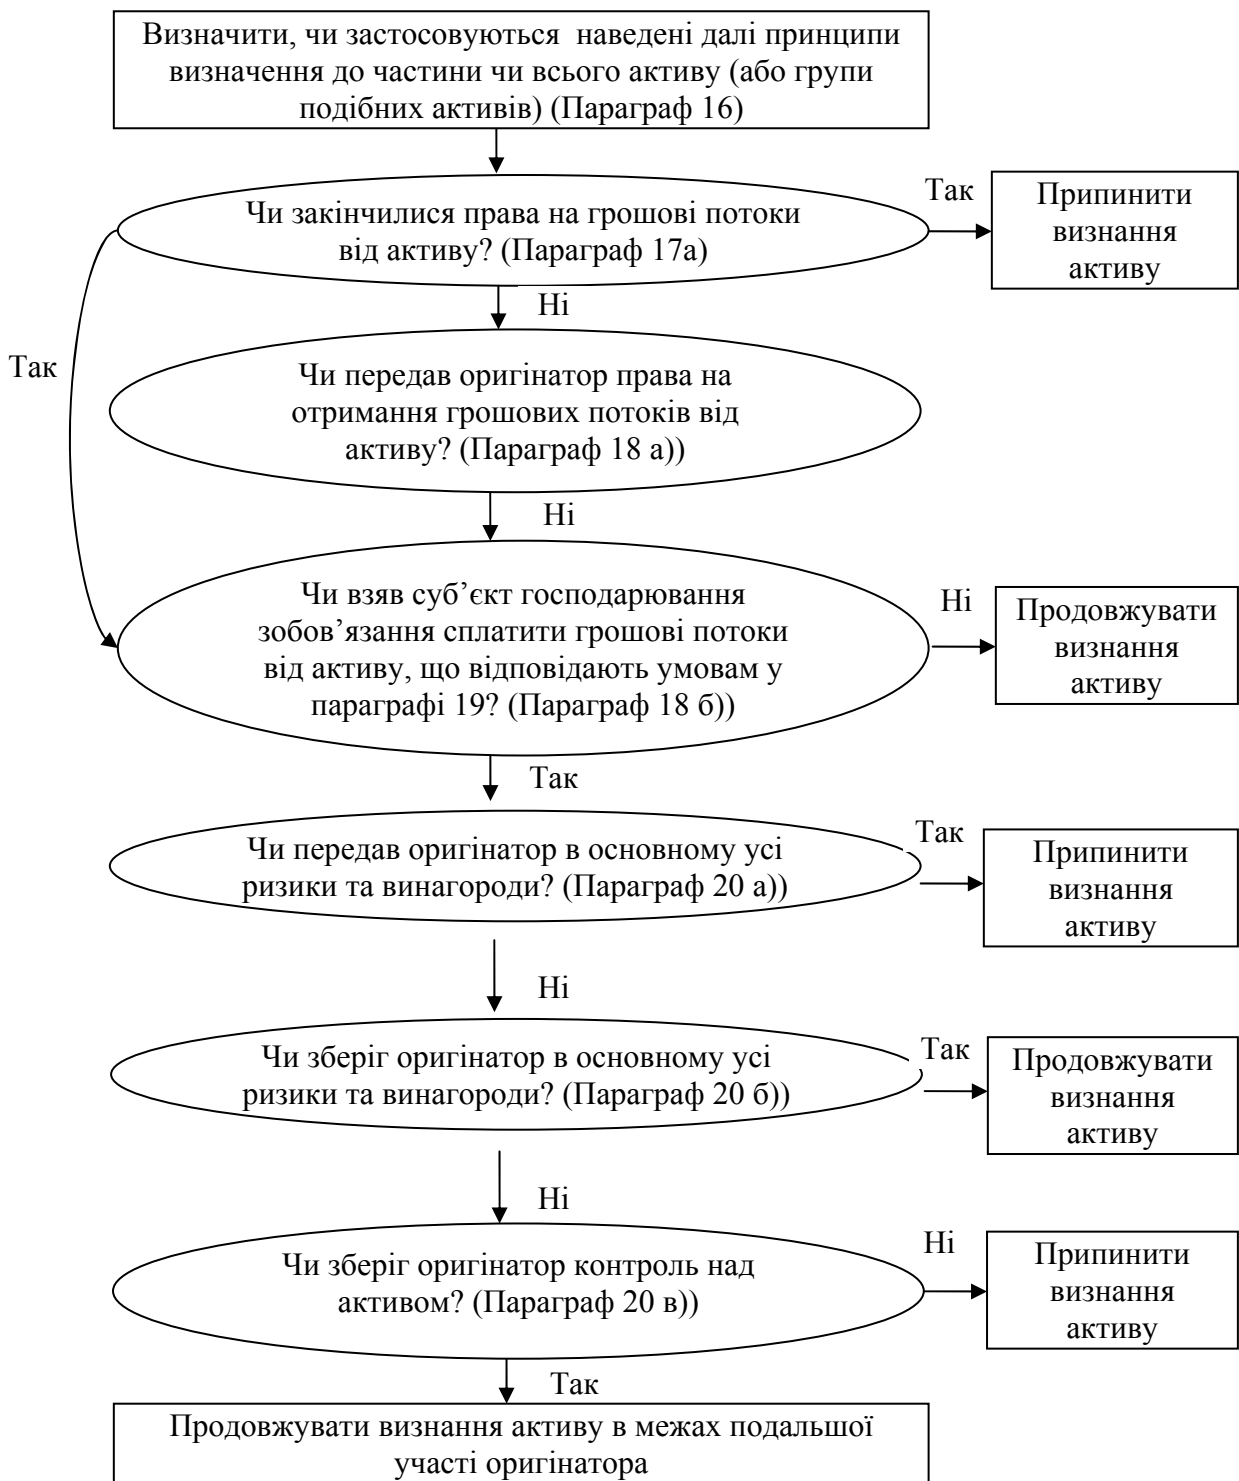 Визначити, чи застосовуються наведені далі принципи
визначення до частини чи всього активу (або групи
подібних активів) (Параграф 16)
Чи закінчилися права на грошові потоки
від активу? (Параграф 17а)
Так
Припинити
визнання
активу
Ні
Так
Чи передав оригінатор права на
отримання грошових потоків від
активу? (Параграф 18 а))
Ні
Чи взяв суб’єкт господарювання
зобов’язання сплатити грошові потоки
від активу, що відповідають умовам у
параграфі 19? (Параграф 18 б))
Ні
Продовжувати
визнання
активу
Так
Чи передав оригінатор в основному усі
ризики та винагороди? (Параграф 20 а))
Так
Припинити
визнання
активу
Ні
Чи зберіг оригінатор в основному усі
ризики та винагороди? (Параграф 20 б))
Так
Продовжувати
визнання
активу
Ні
Чи зберіг оригінатор контроль над
активом? (Параграф 20 в))
Ні
Припинити
визнання
активу
Так
Продовжувати визнання активу в межах подальшої
участі оригінатора